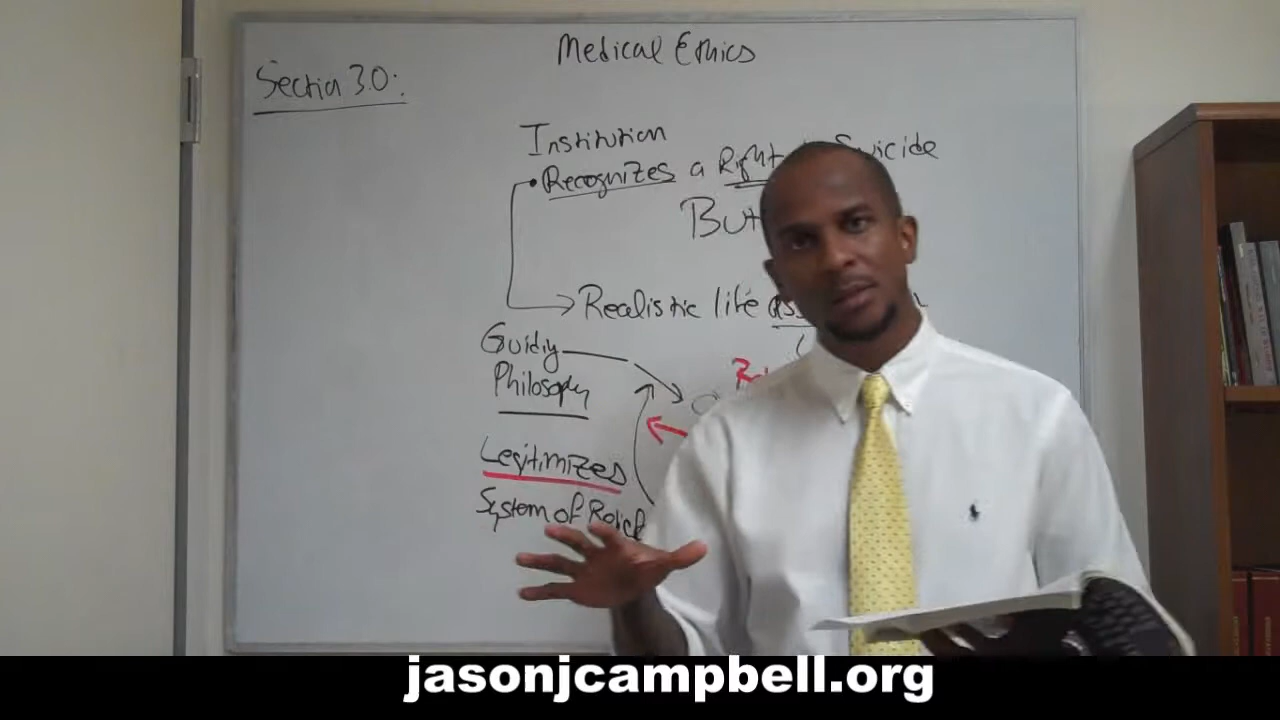 Medical Ethics
Section 3.0:
Institution
Recognizes a Right Suicide
But
Realistic life
Guiding
Philosophy
Legitimizes
System of Belief
jasonjcampbell.org